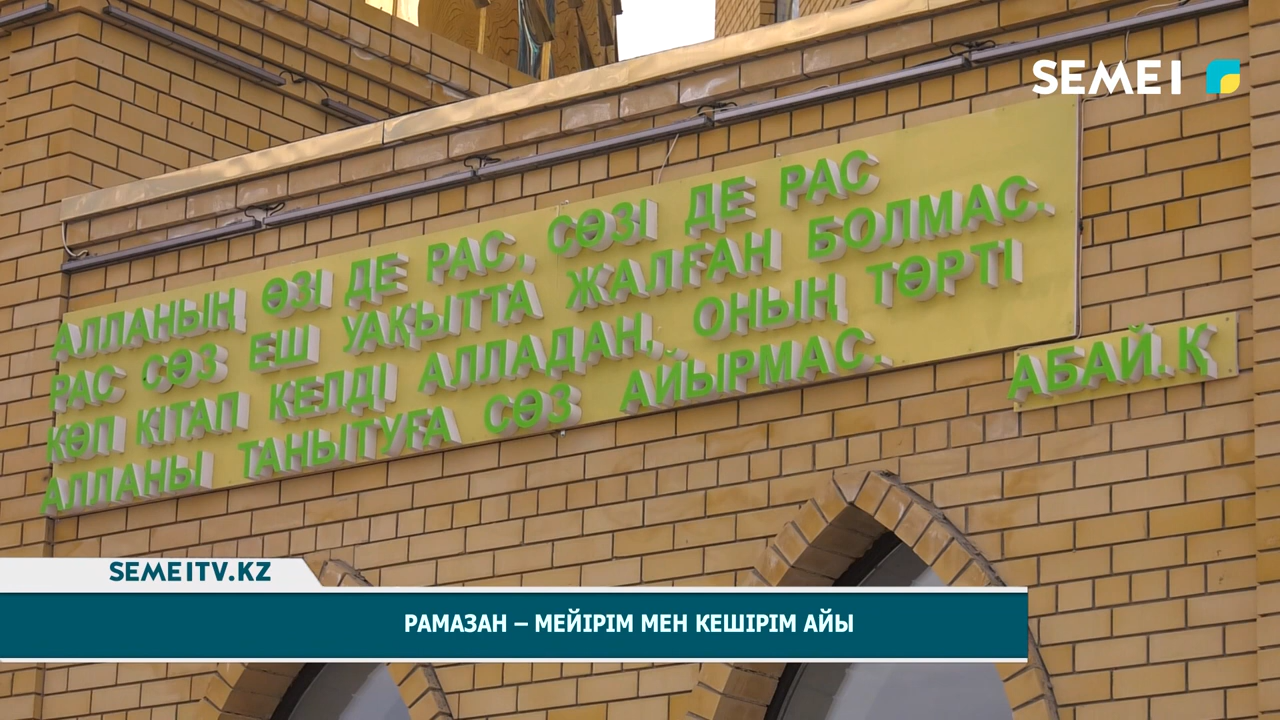 SEMEI
АЛЛАНЫҢ ӨЗІ ДЕ РАС, СӨЗІ ДЕ РАС
РАС СӨЗ ЕШ УАҚЫТТА ЖАЛҒАН БОЛМАС.
КӨП КІТАП КЕЛДІ АЛЛАДАН, ОНЫҢ ТӨРТІ
АЛЛАНЫ ТАНЫТУҒА СӨЗ АЙЫРМАС.
АБАЙ.Қ
SEMEITV.KZ
РАМАЗАН – МЕЙІРІМ МЕН КЕШІРІМ АЙЫ